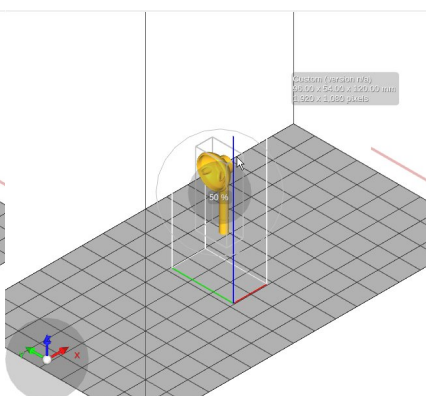 Custom (version n/a)
96.00 x 54.00 x 120.00 mm
1.920 x 1.080 pixels
50 %
X